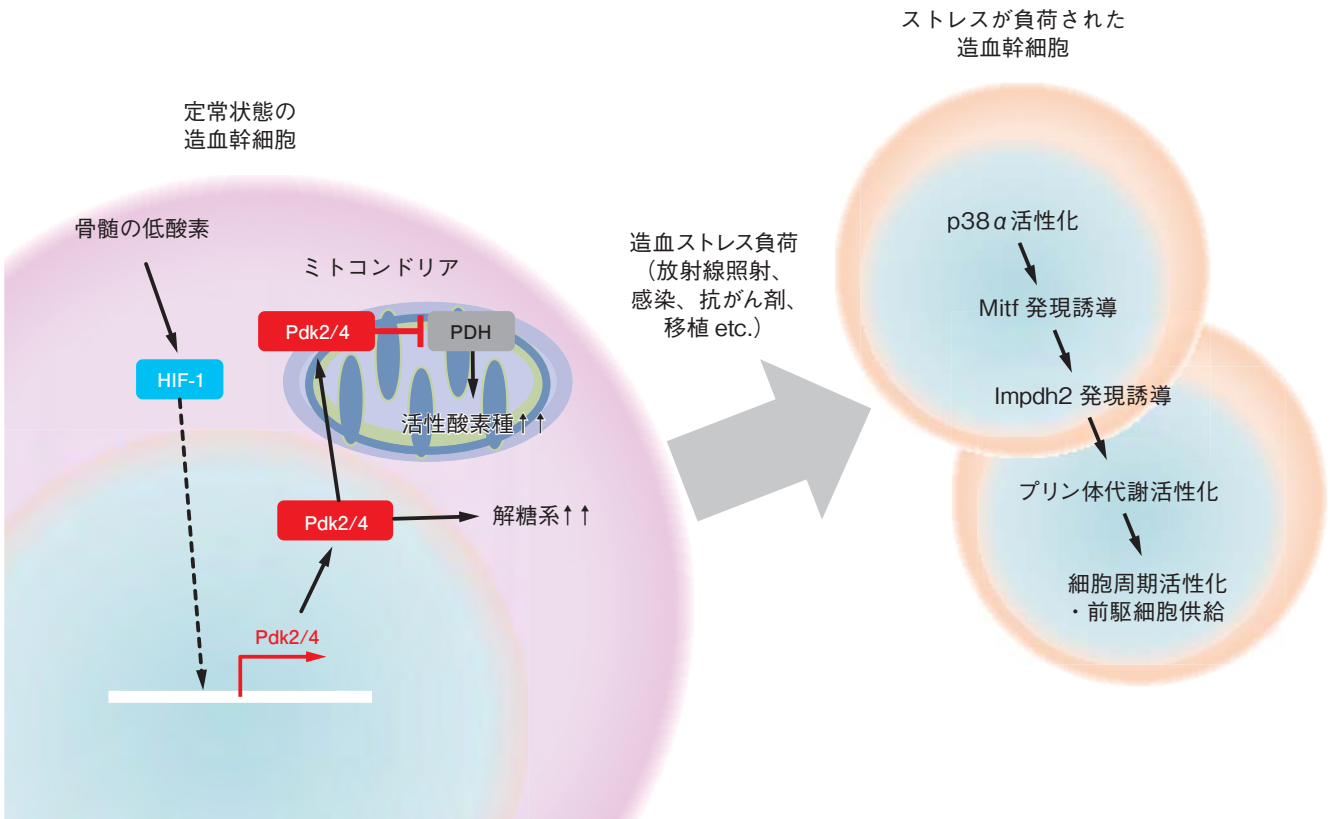 定常状態の
造血幹細胞
骨髄の低酸素
ミトコンドリア
Pdk2/4
PDH
HIF-1
活性酸素種↑↑
Pdk2/4
解糖系↑↑
Pdk2/4
造血ストレス負荷
（放射線照射、
感染、抗がん剤、
移植 etc.）
ストレスが負荷された
造血幹細胞
p38α活性化
Mitf 発現誘導
Impdh2 発現誘導
プリン体代謝活性化
細胞周期活性化
・前駆細胞供給